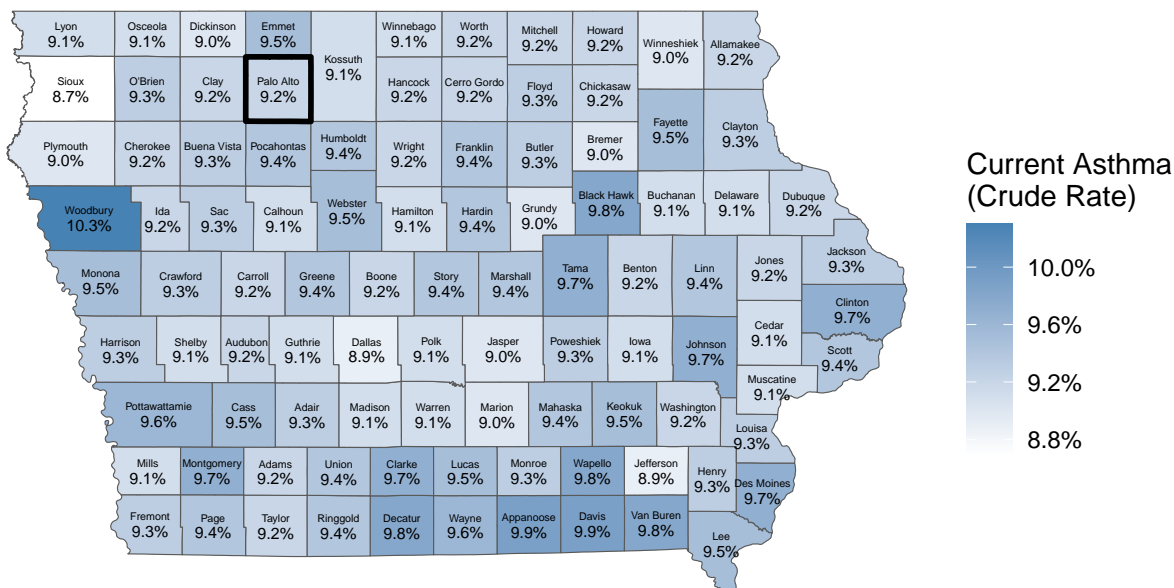 Lyon
9.1%
Osceola
9.1%
Dickinson
9.0%
Emmet
9.5%
Kossuth
9.1%
Winnebago
9.1%
Worth
9.2%
Mitchell
9.2%
Howard
9.2%
Winneshiek
9.0%
Allamakee
9.2%
Sioux
8.7%
O'Brien
9.3%
Clay
9.2%
Palo Alto
9.2%
Hancock
9.2%
Cerro Gordo
9.2%
Floyd
9.3%
Chickasaw
9.2%
Fayette
9.5%
Clayton
9.3%
Plymouth
9.0%
Cherokee
9.2%
Buena Vista
9.3%
Pocahontas
9.4%
Humboldt
9.4%
Wright
9.2%
Franklin
9.4%
Butler
9.3%
Bremer
9.0%
Woodbury
10.3%
Ida
9.2%
Sac
9.3%
Calhoun
9.1%
Webster
9.5%
Hamilton
9.1%
Hardin
9.4%
Grundy
9.0%
Black Hawk
9.8%
Buchanan
9.1%
Delaware
9.1%
Dubuque
9.2%
Monona
9.5%
Crawford
9.3%
Carroll
9.2%
Greene
9.4%
Boone
9.2%
Story
9.4%
Marshall
9.4%
Tama
9.7%
Benton
9.2%
Linn
9.4%
Jones
9.2%
Jackson
9.3%
Clinton
9.7%
Harrison
9.3%
Shelby
9.1%
Audubon
9.2%
Guthrie
9.1%
Dallas
8.9%
Polk
9.1%
Jasper
9.0%
Poweshiek
9.3%
Iowa
9.1%
Johnson
9.7%
Cedar
9.1%
Scott
9.4%
Muscatine
9.1%
Pottawattamie
9.6%
Cass
9.5%
Adair
9.3%
Madison
9.1%
Warren
9.1%
Marion
9.0%
Mahaska
9.4%
Keokuk
9.5%
Washington
9.2%
Louisa
9.3%
Mills
9.1%
Montgomery
9.7%
Adams
9.2%
Union
9.4%
Clarke
9.7%
Lucas
9.5%
Monroe
9.3%
Wapello
9.8%
Jefferson
8.9%
Henry
9.3%
Des Moines
9.7%
Fremont
9.3%
Page
9.4%
Taylor
9.2%
Ringgold
9.4%
Decatur
9.8%
Wayne
9.6%
Appanoose
9.9%
Davis
9.9%
Van Buren
9.8%
Lee
9.5%
Current Asthma
(Crude Rate)
10.0%
9.6%
9.2%
8.8%